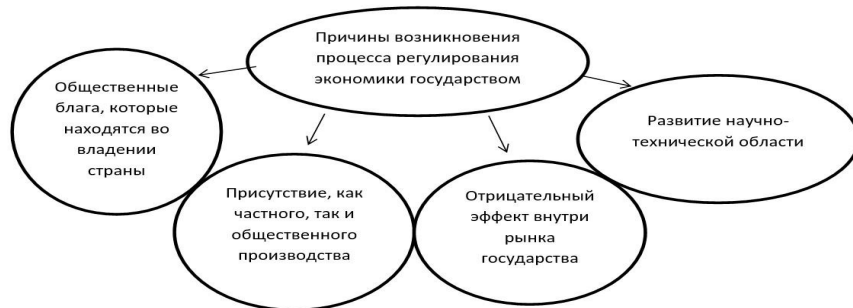 Причины возникновения
процесса регулирования
экономики государством
Общественные
блага, которые
находятся во
владении
страны
Присутствие, как
частного, так и
общественного
производства
Отрицательный
эффект внутри
рынка
государства
Развитие научно-
технической области